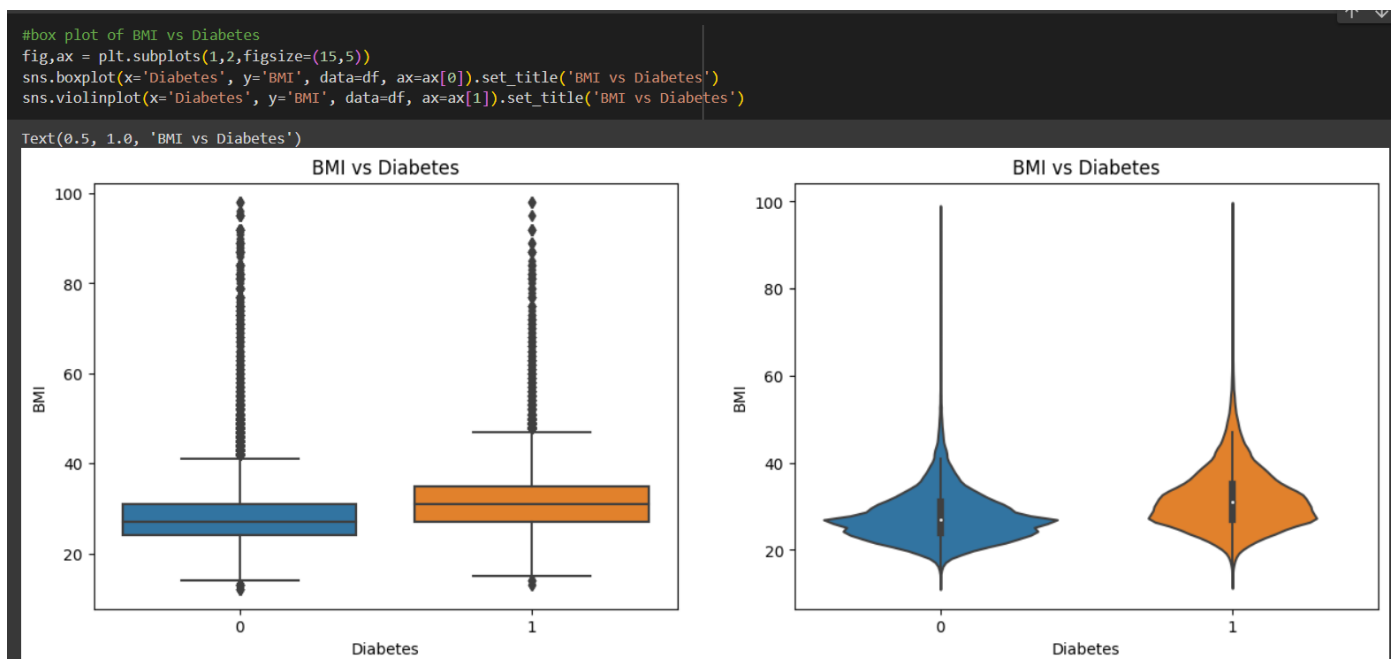 #box plot of BMI vs Diabetes
fig,ax = plt.subplots(1,2,figsize=(15,5))
sns.boxplot(x='Diabetes', y='BMI', data=df, ax=ax[0]).set_title('BMI vs Diabetes')
sns.violinplot(x='Diabetes', y='BMI', data=df, ax=ax[1]).set_title('BMI vs Diabetes')
Text(0.5, 1.0, 'BMI vs Diabetes')
BMI vs Diabetes
100
80
60
40
20
BMI
0
1
Diabetes
BMI vs Diabetes
100
80
60
40
20
BMI
0
1
Diabetes